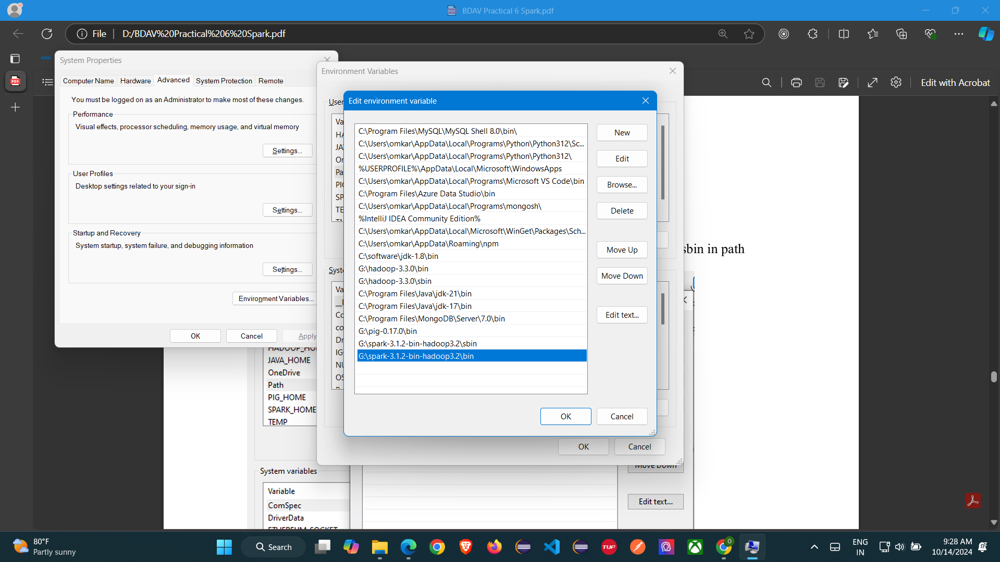 BDAV Practical 6 Spark.pdf
File
D:/BDAV%20Practical%206%20Spark.pdf
intel
Edit with Acrobat
System Properties
Computer Name
Hardware
Advanced
System Protection
Remote
You must be logged on as an Administrator to make most of these changes.
Performance
Visual effects, processor scheduling, memory usage, and virtual memory
Settings...
User Profiles
Desktop settings related to your sign-in
Settings...
Startup and Recovery
System startup, system failure, and debugging information
Settings...
Environment Variables...
OK
Cancel
Apply
Environment Variables
User
Va
HA
JA
On
Pa
PIG
SP
TE
Syste
Va
Co
co
Dr
IG
NU
OS
OK
Cancel
Edit environment variable
C:\Program Files\MySQL\MySQL Shell 8.0\bin\
C:\Users\omkar\AppData\Local\Programs\Python\Python312\Sc...
C:\Users\omkar\AppData\Local\Programs\Python\Python312\
%USERPROFILE%\AppData\Local\Microsoft\WindowsApps
C:\Users\omkar\AppData\Local\Programs\Microsoft VS Code\bin
C:\Program Files\Azure Data Studio\bin
C:\Users\omkar\AppData\Local\Programs\mongosh\
%IntelliJ IDEA Community Edition%
C:\Users\omkar\AppData\Local\Microsoft\WinGet\Packages\Sch...
C:\Users\omkar\AppData\Roaming\npm
C:\software\jdk-1.8\bin
G:\hadoop-3.3.0\bin
G:\hadoop-3.3.0\sbin
C:\Program Files\Java\jdk-21\bin
C:\Program Files\Java\jdk-17\bin
C:\Program Files\MongoDB\Server\7.0\bin
G:\pig-0.17.0\bin
G:\spark-3.1.2-bin-hadoop3.2\sbin
G:\spark-3.1.2-bin-hadoop3.2\bin
New
Edit
Browse...
Delete
Move Up
Move Down
Edit text...
OK
Cancel
sbin in path
HADOOP_HO
JAVA_HOME
OneDrive
Path
PIG_HOME
SPARK_HOME
TEMP
System variables
Variable
ComSpec
DriverData
ETHEREUM_SOCKET
Move Down
Edit text...
80°F
Partly sunny
Search
TUF
0
ENG
IN
9:28 AM
10/14/2024